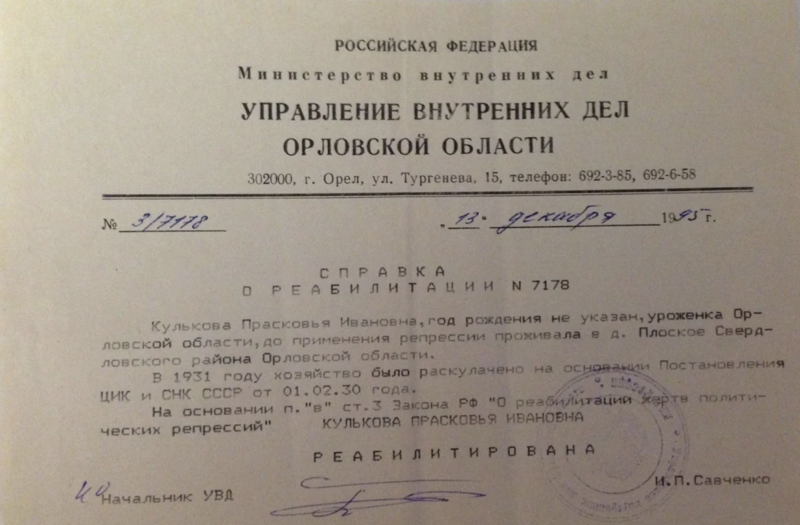 РОССИЙСКАЯ ФЕДЕРАЦИЯ
Министерство внутренних дел
УПРАВЛЕНИЕ ВНУТРЕННИХ ДЕЛ
ОРЛОВСКОЙ ОБЛАСТИ
302000, г. Орел, ул. Тургенева, 15, телефон: 692-3-85, 692-6-58
№ 3/7178 „13" декабря 1995 г.
СПРАВКА
О РЕАБИЛИТАЦИИ N 7178
Кулькова Прасковья Ивановна,год рождения не указан,уроженка Ор-
ловской области,до применения репрессии проживала в д. Плоское Сверд-
ловского района Орловской области.
В 1931 году хозяйство было раскулачено на основании Постановления
ЦИК и СНК СССР от 01.02.30 года.
На основании п."в" ст.3 Закона РФ "О реабилитаций жертв полити-
ческих репрессий" КУЛЬКОВА ПРАСКОВЬЯ ИВАНОВНА
РЕАБИЛИТИРОВАНА
Начальник УВД И.П.Савченко